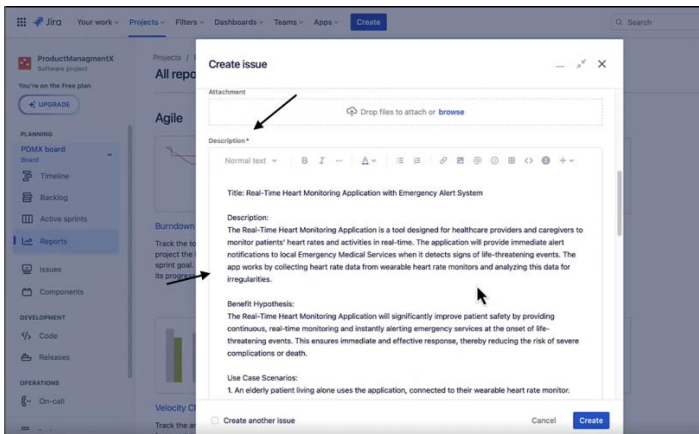 Jira
Your work
Projects
Filters
Dashboards
Teams
Apps
Create
Search
ProductManagmentX
Software project
You're on the Free plan
UPGRADE
PLANNING
PDMX board
Board
Timeline
Backlog
Active sprints
Reports
Issues
Components
DEVELOPMENT
Code
Releases
OPERATIONS
On-call
Projects /
All repo
Agile
Burndown
Track the to
project the l
sprint goal.
its progress
Velocity Ch
Track the an
Create issue
Attachment
Drop files to attach or browse
Description *
Normal text
Title: Real-Time Heart Monitoring Application with Emergency Alert System
Description:
The Real-Time Heart Monitoring Application is a tool designed for healthcare providers and caregivers to
monitor patients' heart rates and activities in real-time. The application will provide immediate alert
notifications to local Emergency Medical Services when it detects signs of life-threatening events. The
app works by collecting heart rate data from wearable heart rate monitors and analyzing this data for
irregularities.
Benefit Hypothesis:
The Real-Time Heart Monitoring Application will significantly improve patient safety by providing
continuous, real-time monitoring and instantly alerting emergency services at the onset of life-
threatening events. This ensures immediate and effective response, thereby reducing the risk of severe
complications or death.
Use Case Scenarios:
1. An elderly patient living alone uses the application, connected to their wearable heart rate monitor.
Create another issue
Cancel
Create